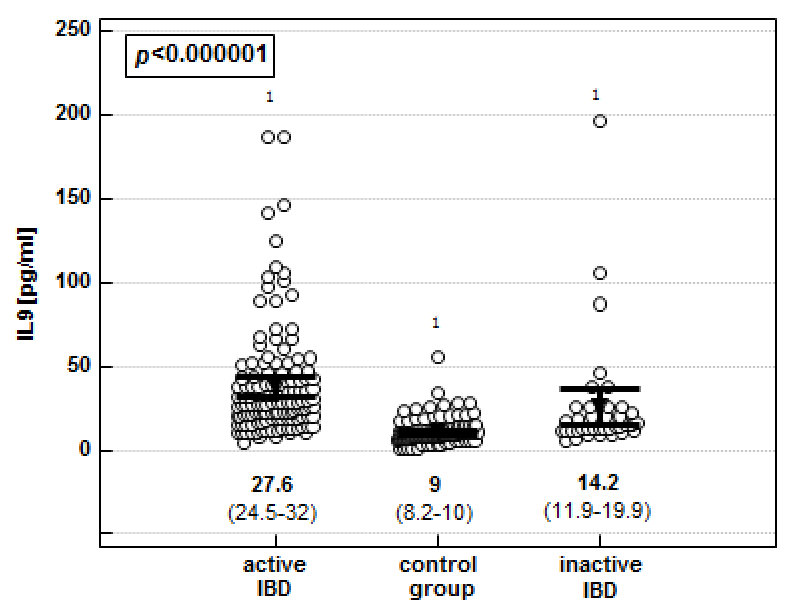 250
p<0.000001
1
1
200
150
IL9 [pg/ml]
100
1
50
0
27.6
9
14.2
(24.5-32)
(8.2-10)
(11.9-19.9)
active
IBD
control
group
inactive
IBD